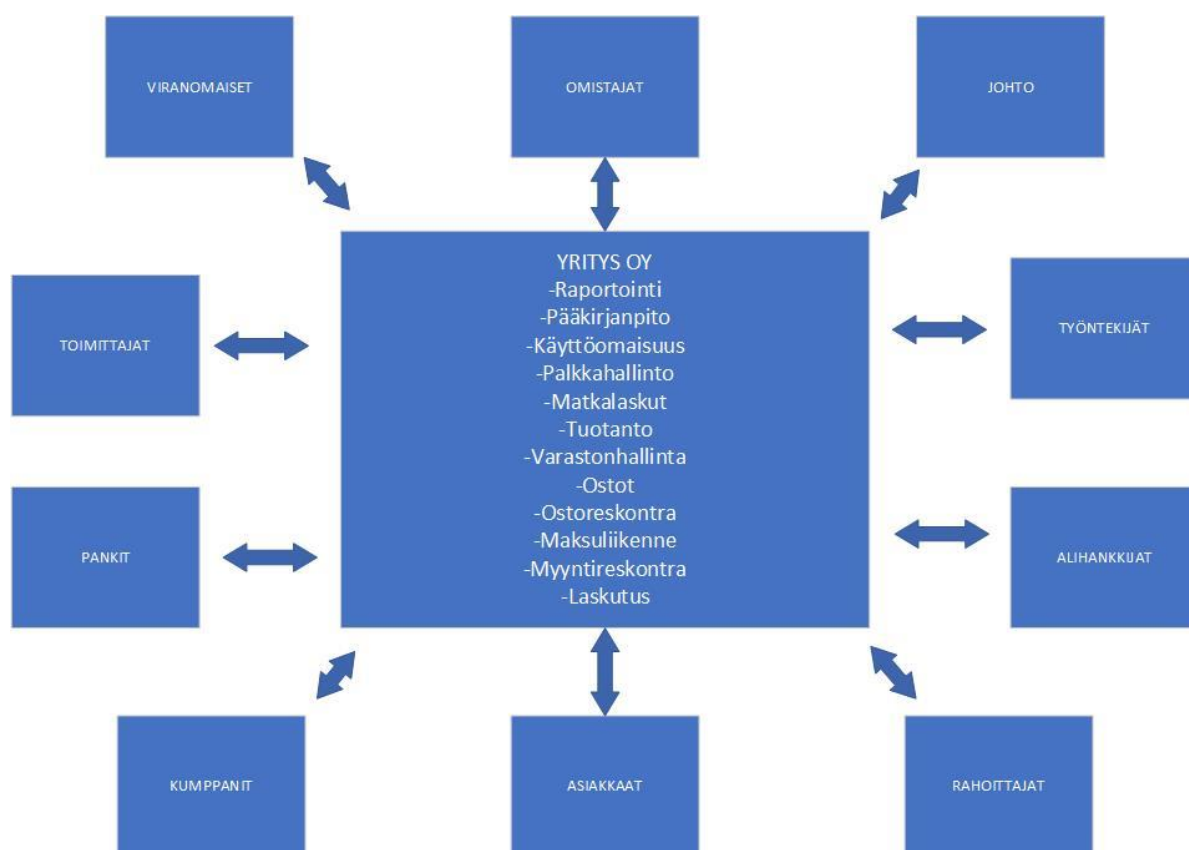 VIRANOMAISET
OMISTAJAT
JOHTO
YRITYS OY
-Raportointi
-Pääkirjanpito
-Käyttöomaisuus
-Palkkahallinto
-Matkalaskut
-Tuotanto
-Varastonhallinta
-Ostot
-Ostoreskontra
-Maksuliikenne
-Myyntireskontra
-Laskutus
TOIMITTAJAT
TYÖNTEKIJÄT
PANKIT
ALIHANKKIJAT
KUMPPANIT
ASIAKKAAT
RAHOITTAJAT